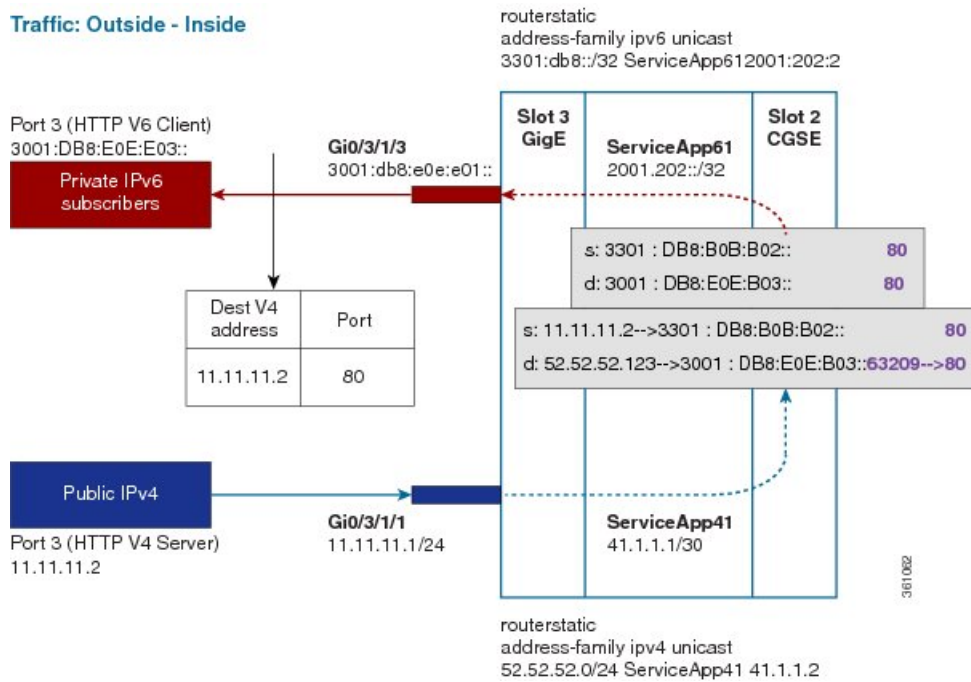 Traffic: Outside - Inside
routerstatic
address-family ipv6 unicast
3301:db8::/32 ServiceApp612001:202:2
Port 3 (HTTP V6 Client)
3001:DB8:E0E:E03::
Private IPv6
subscribers
Gi0/3/1/3
3001:db8:e0e:e01::
Slot 3
GigE
ServiceApp61
2001.202::/32
Slot 2
CGSE
s: 3301 : DB8:B0B:B02:: 80
d: 3001 : DB8:E0E:B03:: 80
s: 11.11.11.2-->3301 : DB8:B0B:B02:: 80
d: 52.52.52.123-->3001 : DB8:E0E:B03::63209-->80
Dest V4
address
Port
11.11.11.2
80
Public IPv4
Port 3 (HTTP V4 Server)
11.11.11.2
Gi0/3/1/1
11.11.11.1/24
ServiceApp41
41.1.1.1/30
361062
routerstatic
address-family ipv4 unicast
52.52.52.0/24 ServiceApp41 41.1.1.2